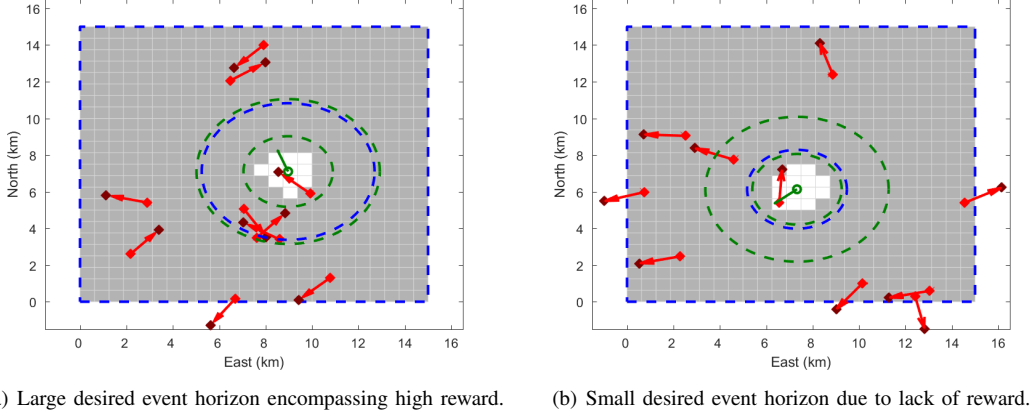 16
14
12
10
8
6
4
2
0
North (km)
0 2 4 6 8 10 12 14 16
East (km)
) Large desired event horizon encompassing high reward.
16
14
12
10
8
6
4
2
0
North (km)
0 2 4 6 8 10 12 14 16
East (km)
(b) Small desired event horizon due to lack of reward.